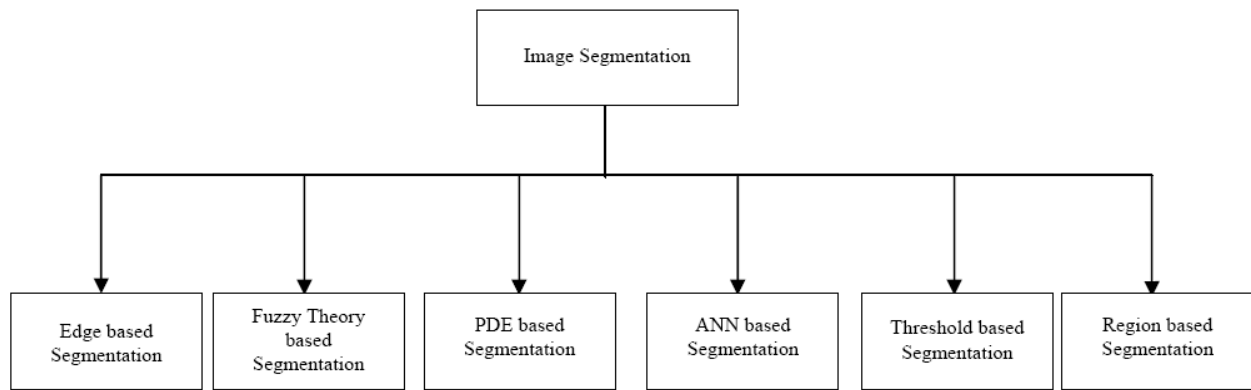 Image Segmentation
Edge based
Segmentation
Fuzzy Theory
based
Segmentation
PDE based
Segmentation
ANN based
Segmentation
Threshold based
Segmentation
Region based
Segmentation